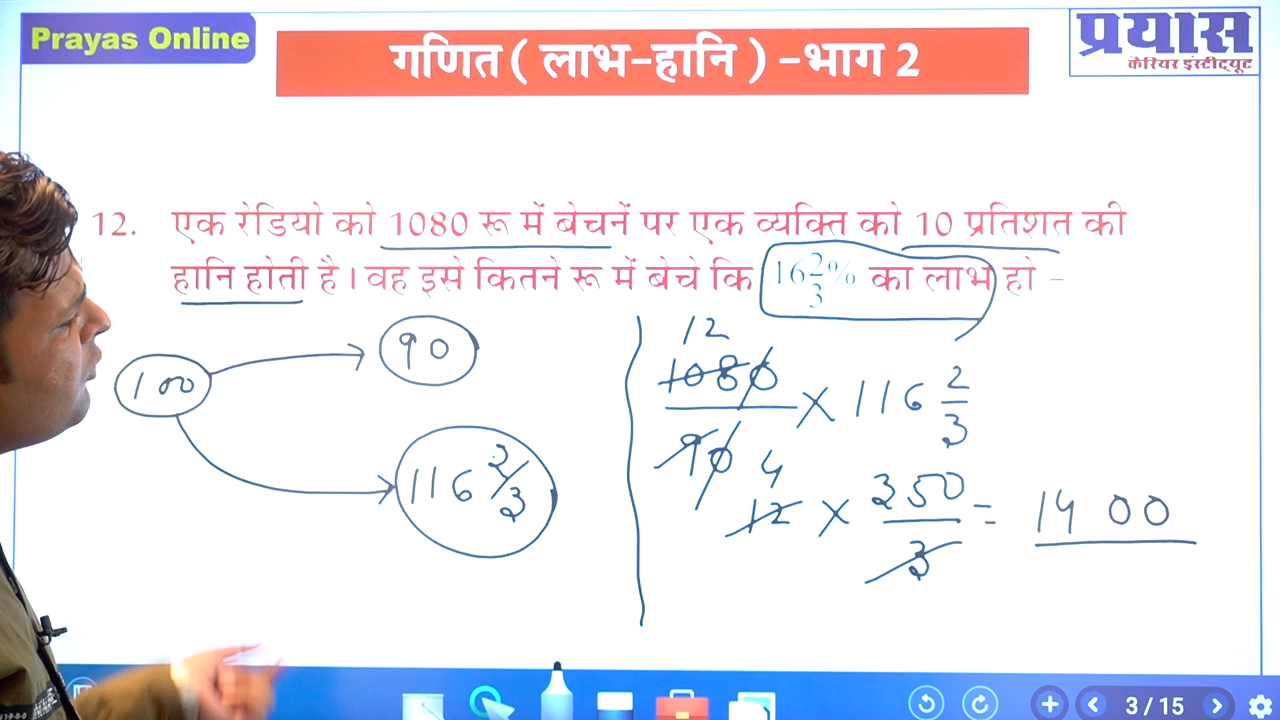 Prayas Online
गणित ( लाभ-हानि ) -भाग 2
प्रयास
केरियर इंस्टीट्यूट
12. एक रेडियो को 1080 रू में बेचनें पर एक व्यक्ति को 10 प्रतिशत की
हानि होती है। वह इसे कितने रू में बेचे कि 16 2/3% का लाभ हो -
100
90
116 2/3
12
1080/90 × 116 2/3
4
12 × 350/3 = 1400
3 / 15